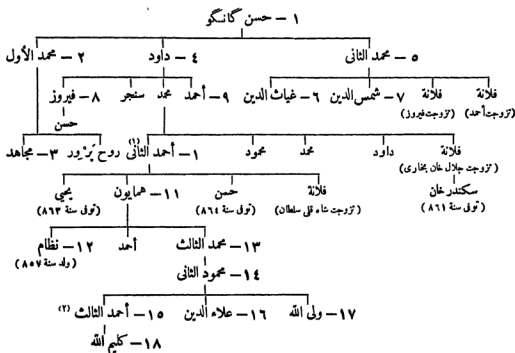 ١ – حسن گانگو
٥ – محمد الثانى ٤ – داود ٢ – محمد الأول
فلانة فلانة ٧ – شمس الدين ٦ – غياث الدين ٩ – أحمد محمد سنجر ٨ – فيروز
(تزوجت أحمد) (تزوجت فيروز) حسن
فلانة داود محمد محمود ١ – أحمد الثانى (١) روح پرور ٣ – مجاهد
(تزوجت جلال خان بخارى)
سكندر خان فلانة حسن ١١ – همايون يحيى
(توفى سنة ٨٦١) (تزوجت شاه قلى سلطان) (توفى سنة ٨٦٤) (توفى سنة ٨٦٣)
١٣ – محمد الثالث أحمد ١٢ – نظام
١٤ – محمود الثانى (ولد سنة ٨٥٧)
١٧ – ولى الله ١٦ – علاء الدين ١٥ – أحمد الثالث (٢)
١٨ – كليم الله